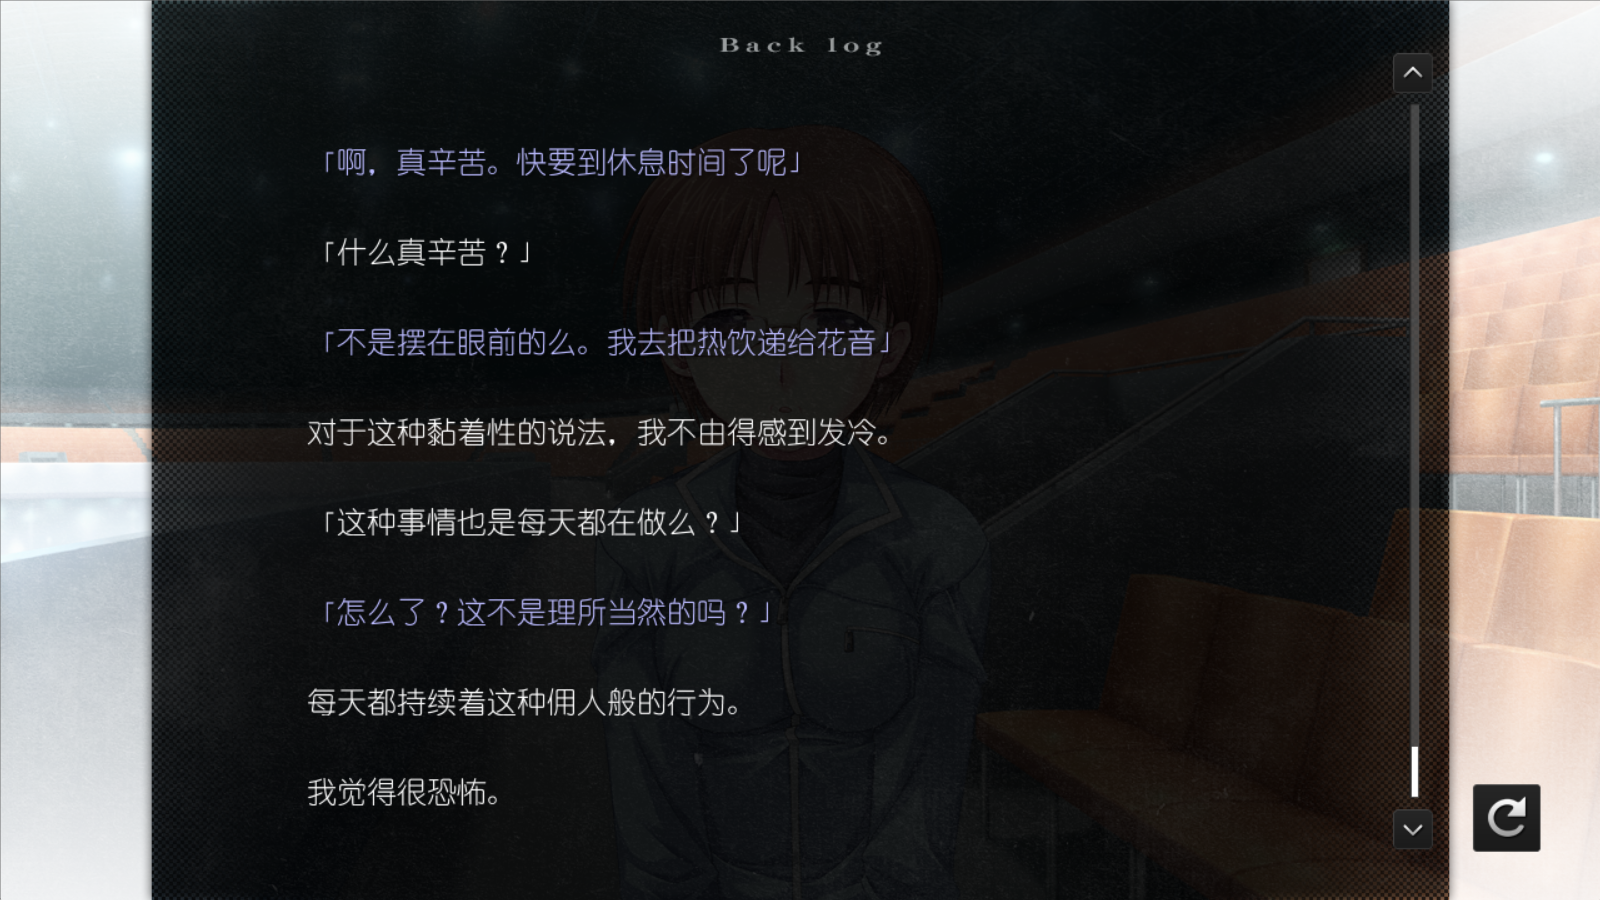 Back log
「啊，真辛苦。快要到休息时间了呢」
「什么真辛苦？」
「不是摆在眼前的么。我去把热饮递给花音」
对于这种黏着性的说法，我不由得感到发冷。
「这种事情也是每天都在做么？」
「怎么了？这不是理所当然的吗？」
每天都持续着这种佣人般的行为。
我觉得很恐怖。